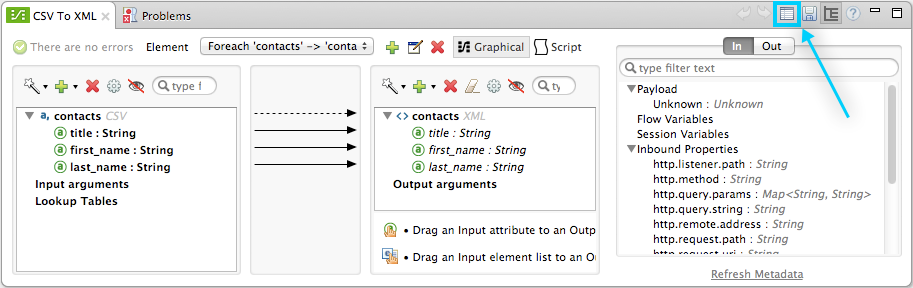 CSV To XML
Problems
There are no errors
Element
Foreach 'contacts' -> 'conta
Graphical
Script
type f
contacts CSV
title : String
first_name : String
last_name : String
Input arguments
Lookup Tables
ty
contacts XML
title : String
first_name : String
last_name : String
Output arguments
• Drag an Input attribute to an Outp
• Drag an Input element list to an O
In
Out
type filter text
Payload
Unknown : Unknown
Flow Variables
Session Variables
Inbound Properties
http.listener.path : String
http.method : String
http.query.params : Map<String, String>
http.query.string : String
http.remote.address : String
http.request.path : String
http.request.uri : String
Refresh Metadata